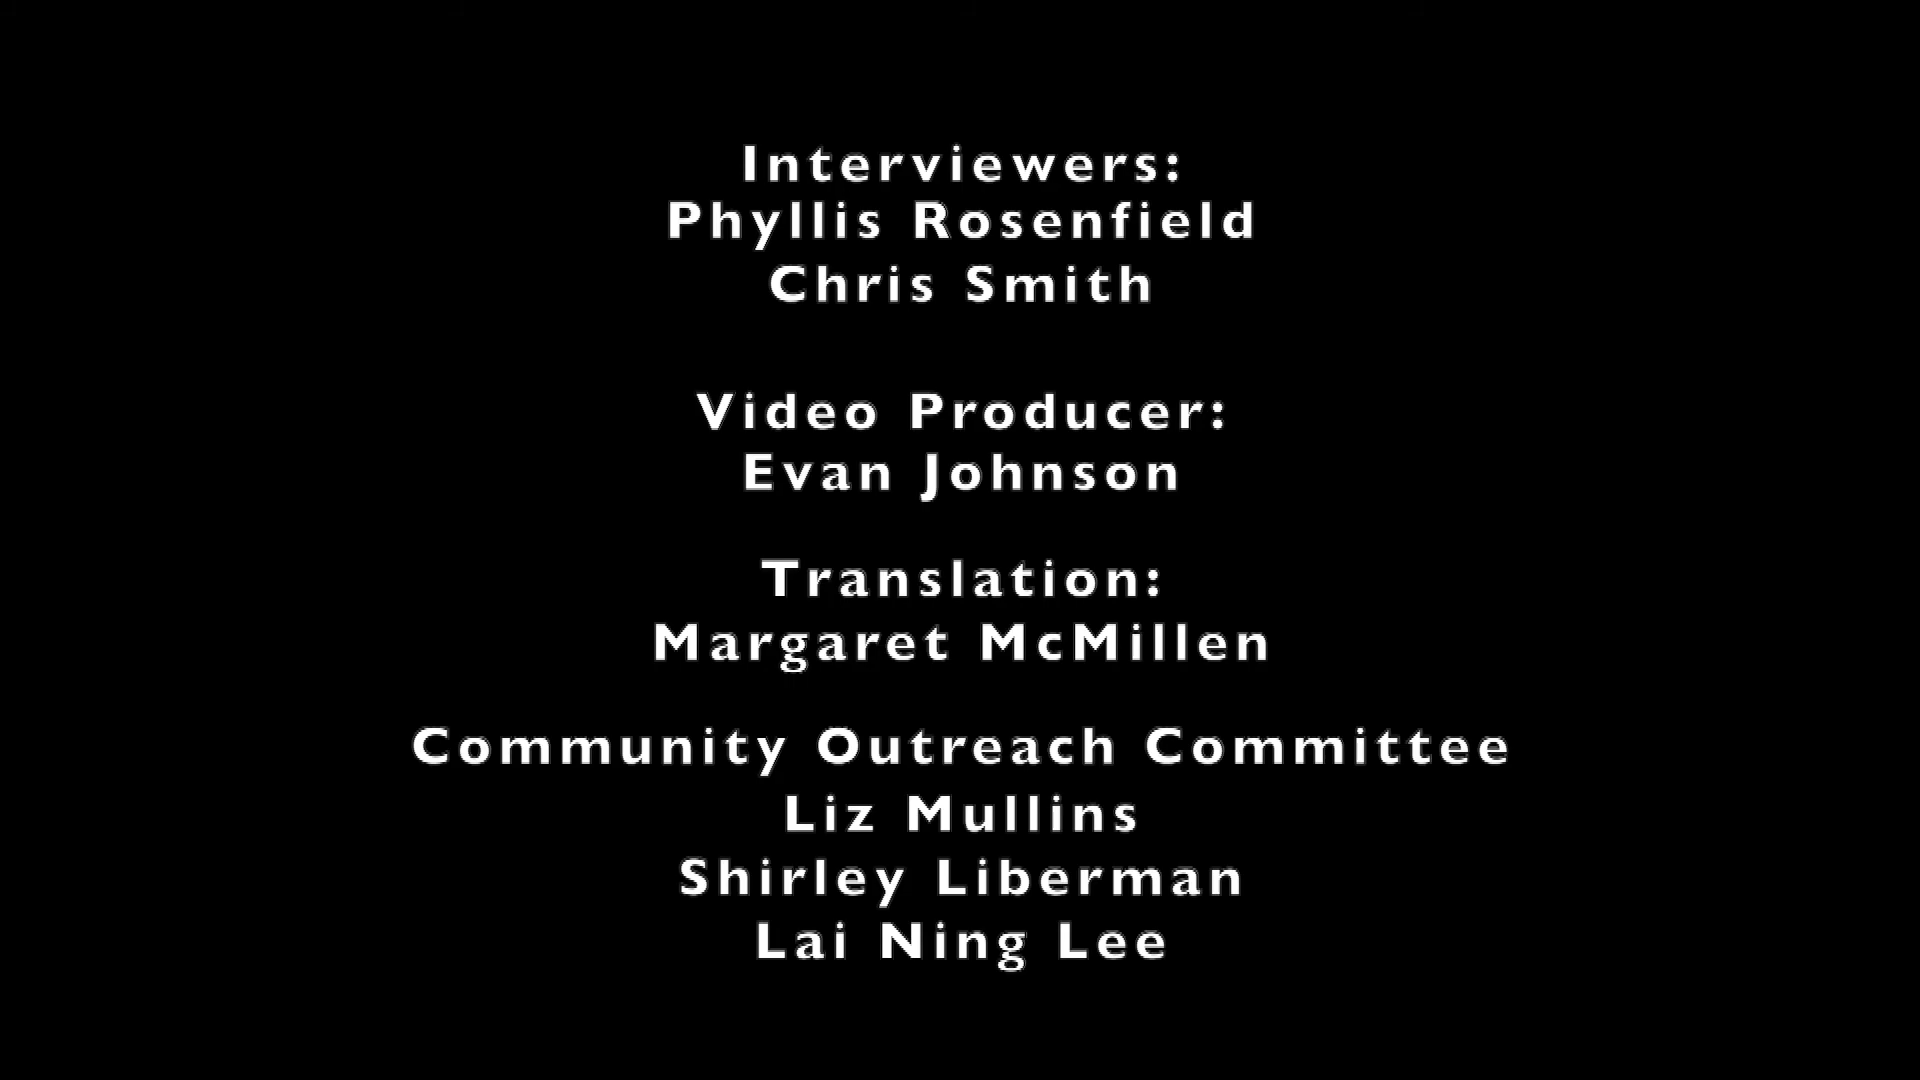 Interviewers:
Phyllis Rosenfield
Chris Smith
Video Producer:
Evan Johnson
Translation:
Margaret McMillen
Community Outreach Committee
Liz Mullins
Shirley Liberman
Lai Ning Lee